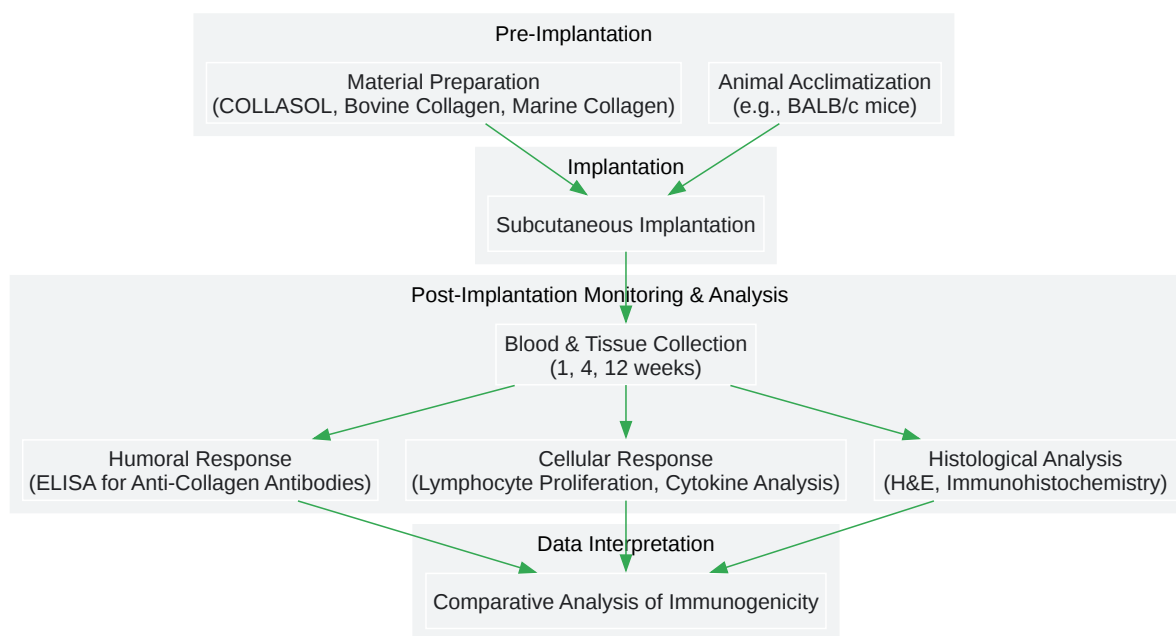 Pre-Implantation
Material Preparation
(COLLASOL, Bovine Collagen, Marine Collagen)
Animal Acclimatization
(e.g., BALB/c mice)
Implantation
Subcutaneous Implantation
Post-Implantation Monitoring & Analysis
Blood & Tissue Collection
(1, 4, 12 weeks)
Humoral Response
(ELISA for Anti-Collagen Antibodies)
Cellular Response
(Lymphocyte Proliferation, Cytokine Analysis)
Histological Analysis
(H&E, Immunohistochemistry)
Data Interpretation
Comparative Analysis of Immunogenicity